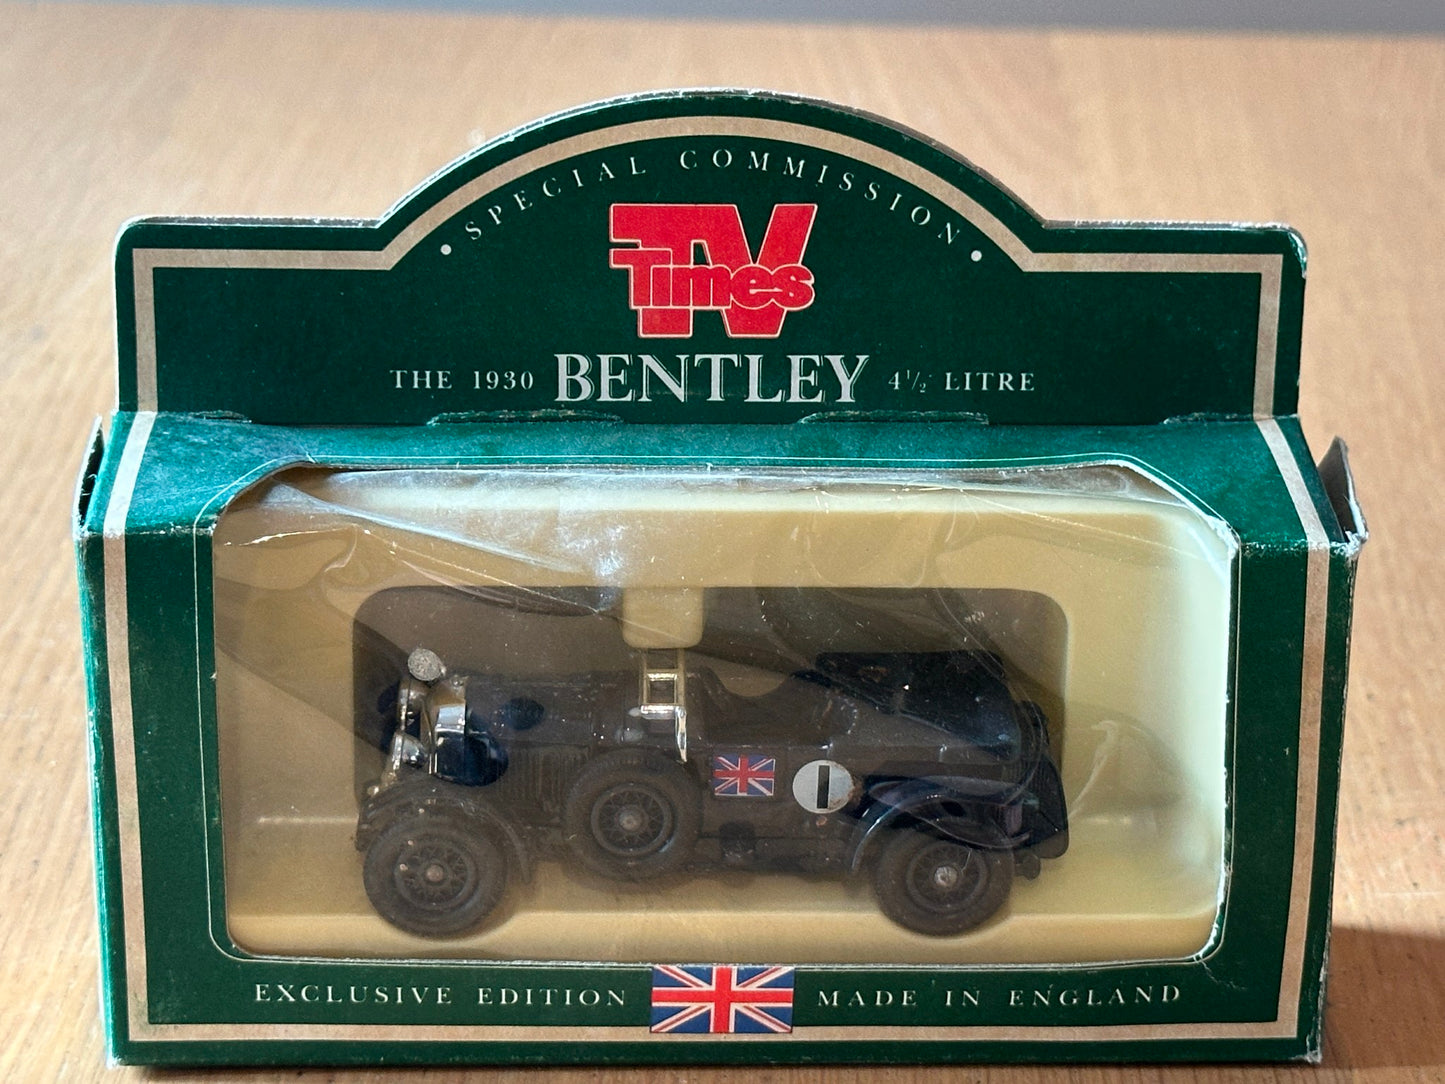 • SPECIAL COMMISSION •
TV
Times
THE 1930 BENTLEY 4½ LITRE
1
EXCLUSIVE EDITION MADE IN ENGLAND